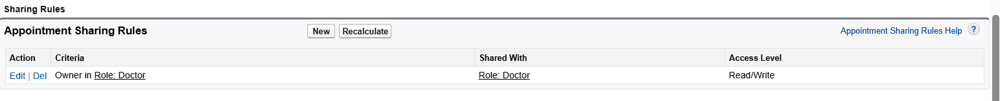 Sharing Rules
Appointment Sharing Rules New Recalculate Appointment Sharing Rules Help ?
Action Criteria Shared With Access Level
Edit | Del Owner in Role: Doctor Role: Doctor Read/Write